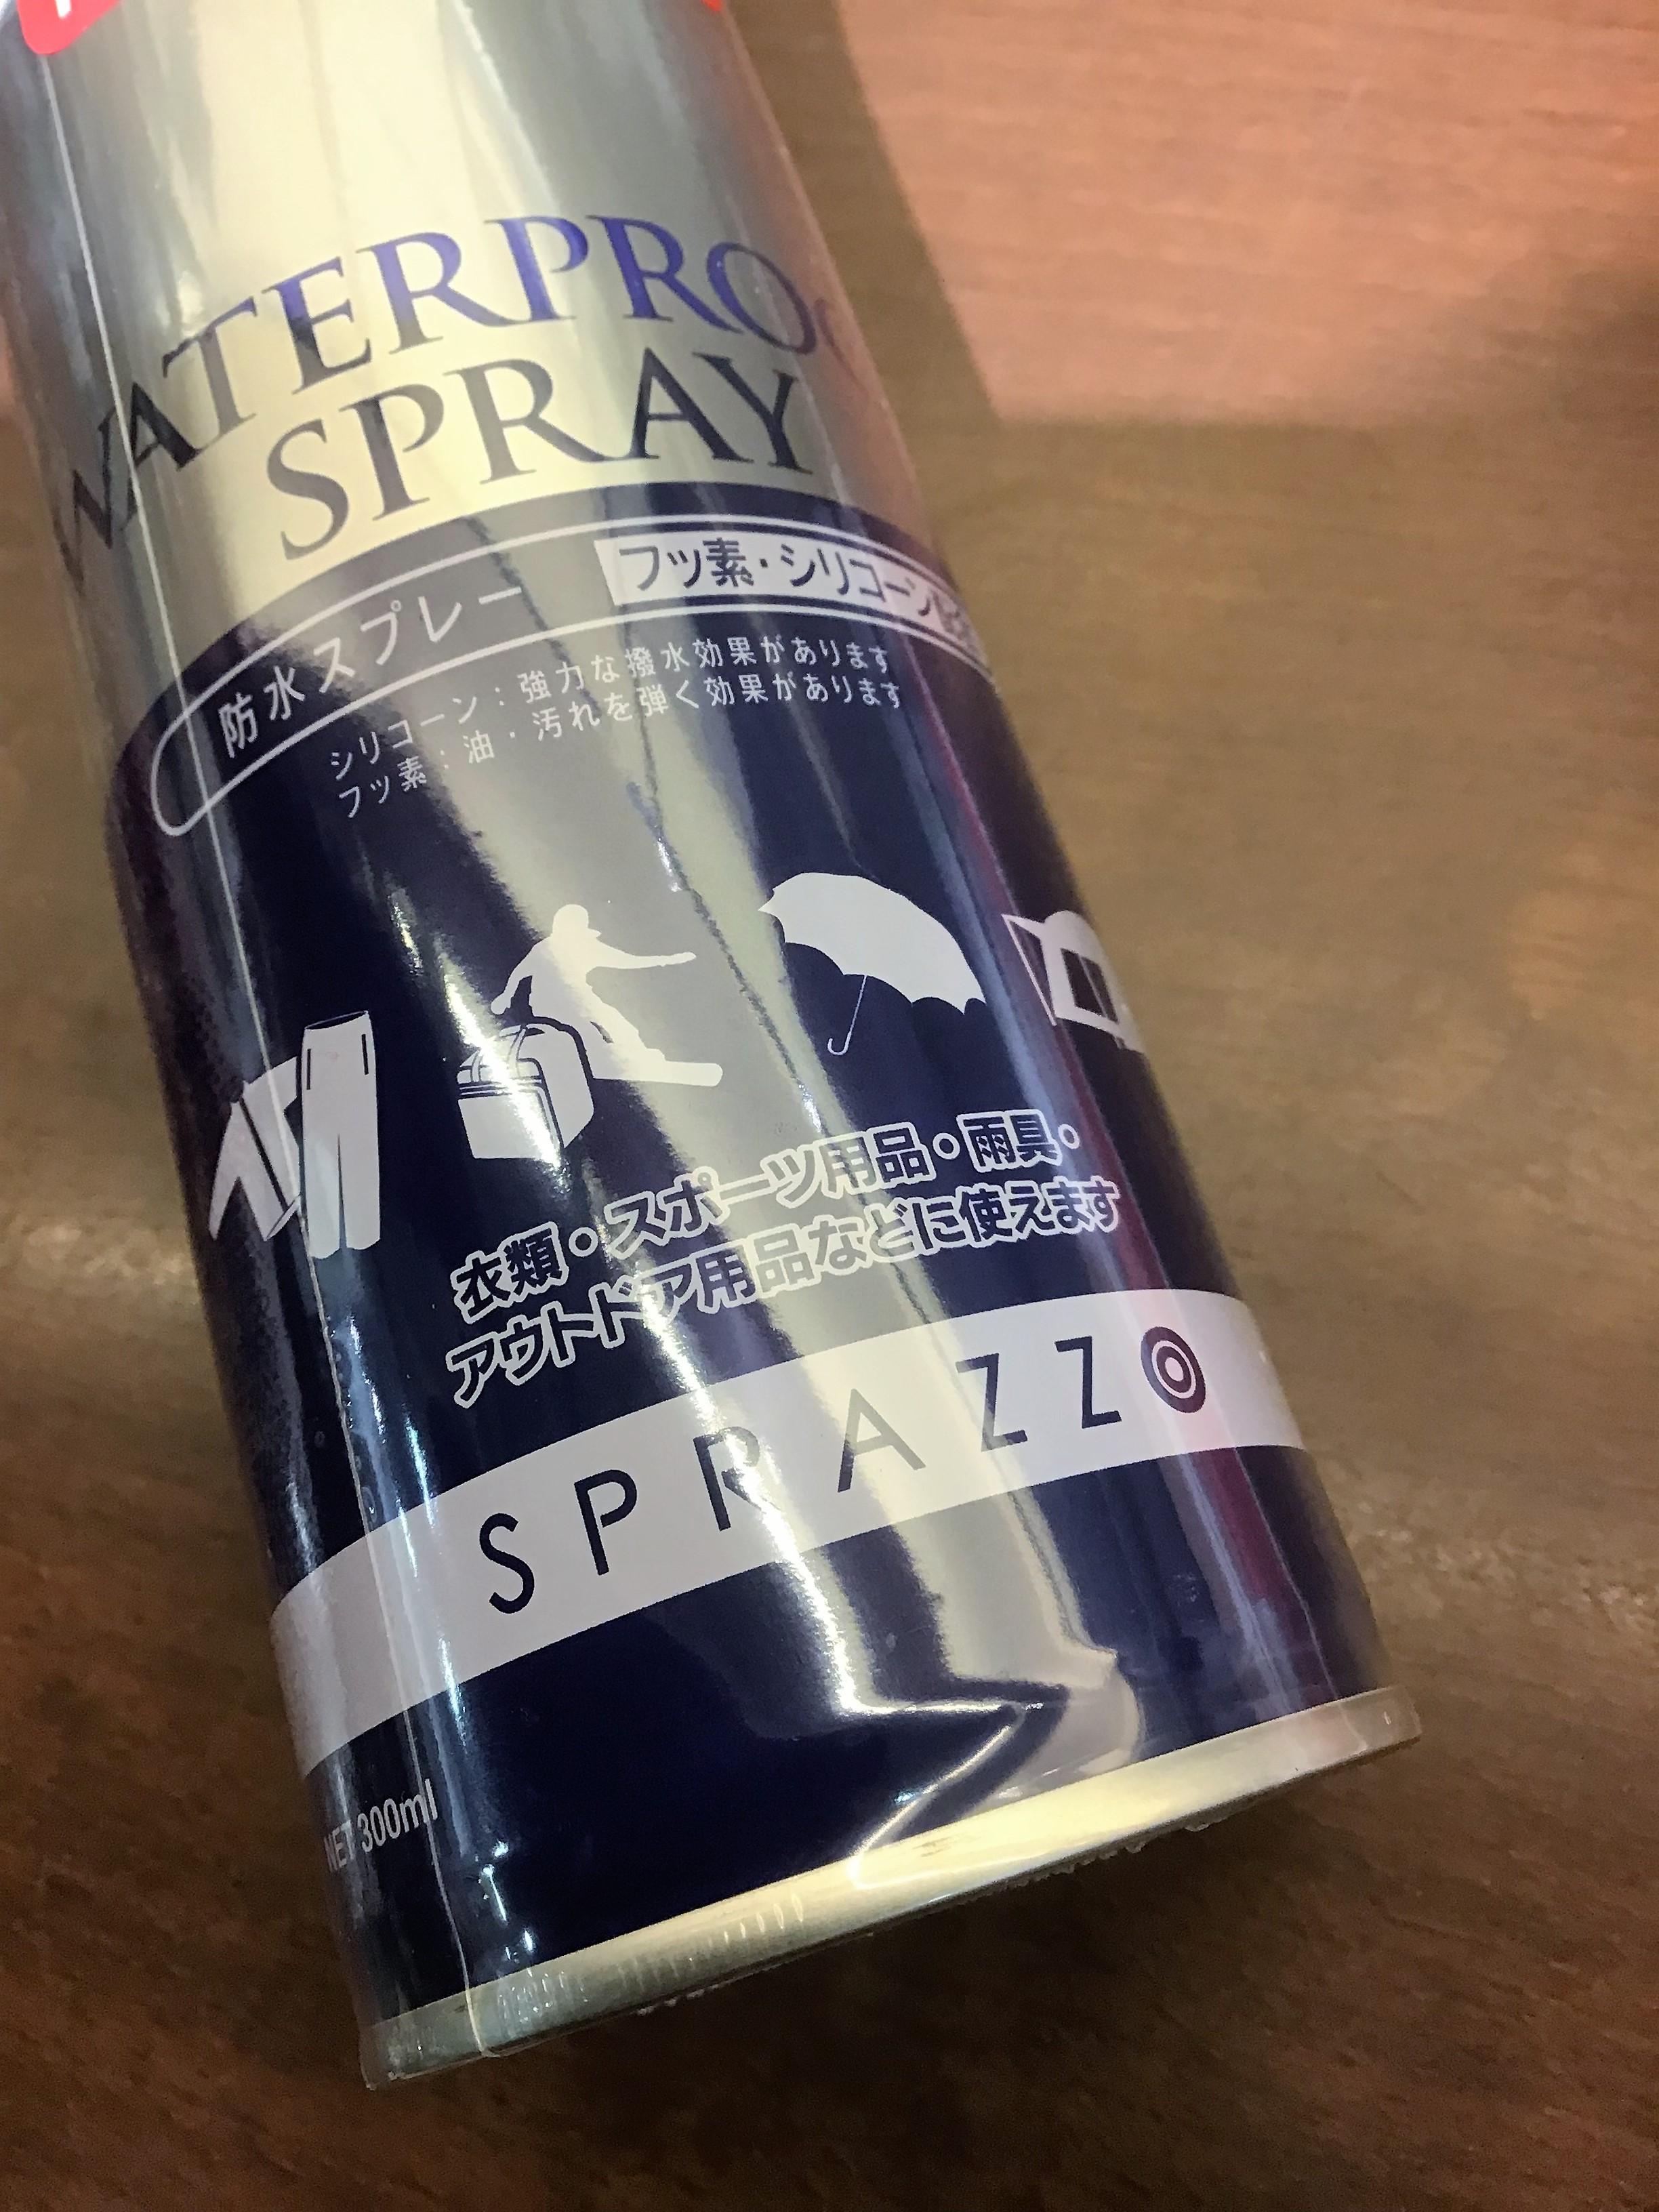 WATERPROO
SPRAY
防水スプレー フッ素・シリコーン
シリコーン：強力な撥水効果があります
フッ素：油・汚れを弾く効果があります
衣類・スポーツ用品・雨具・
アウトドア用品などに使えます
SPRAZZO
NET 300ml